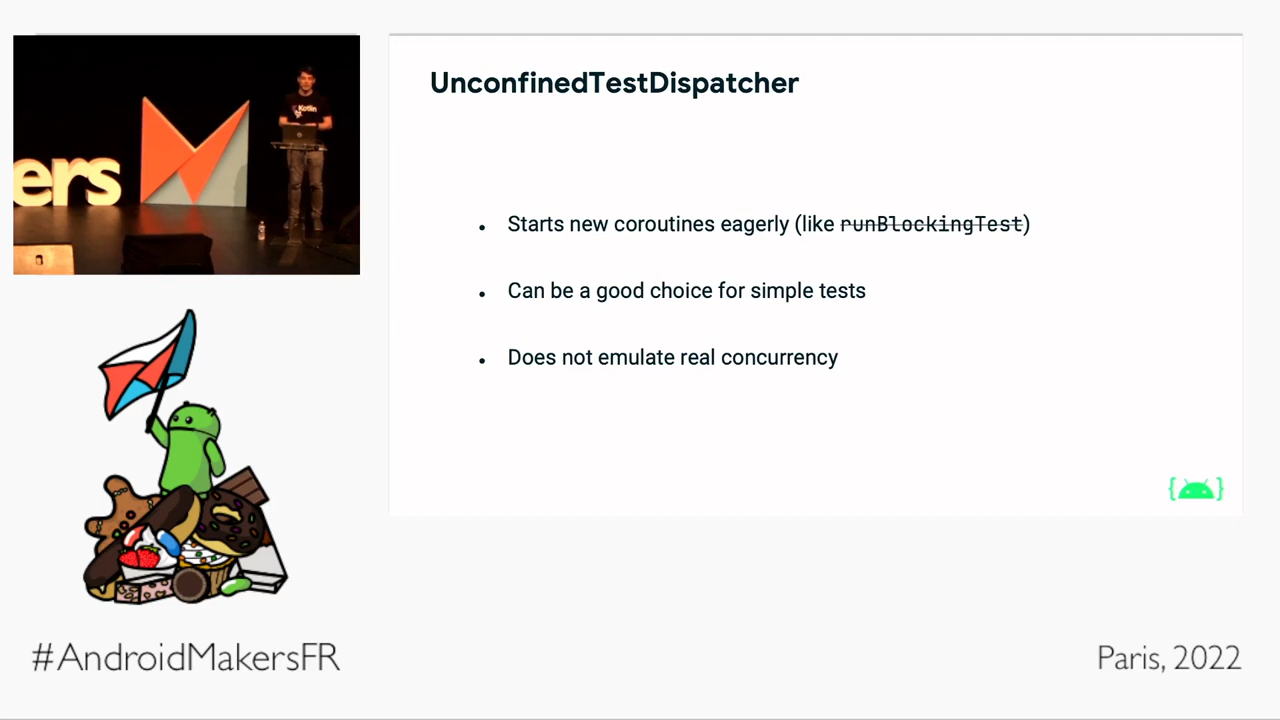 UnconfinedTestDispatcher
Kotlin
ers
• Starts new coroutines eagerly (like runBlockingTest)
• Can be a good choice for simple tests
• Does not emulate real concurrency
#AndroidMakersFR
Paris, 2022